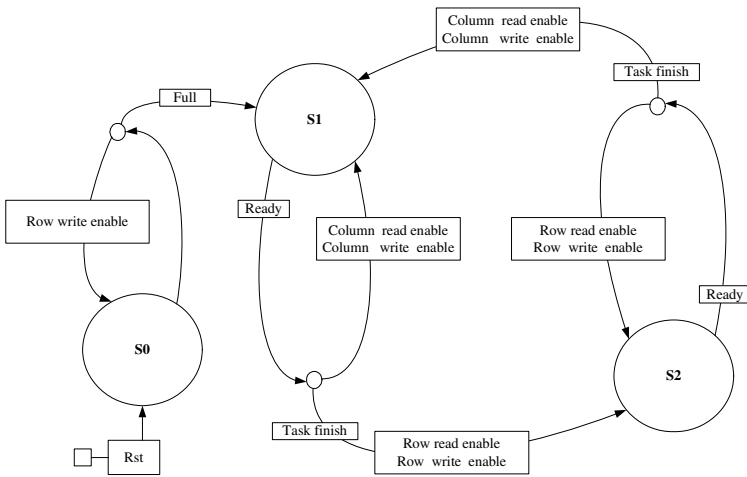 Column read enable
Column write enable
Task finish
Full
S1
Row write enable
Ready
Column read enable
Column write enable
Row read enable
Row write enable
Ready
S0
S2
Task finish
Row read enable
Row write enable
Rst